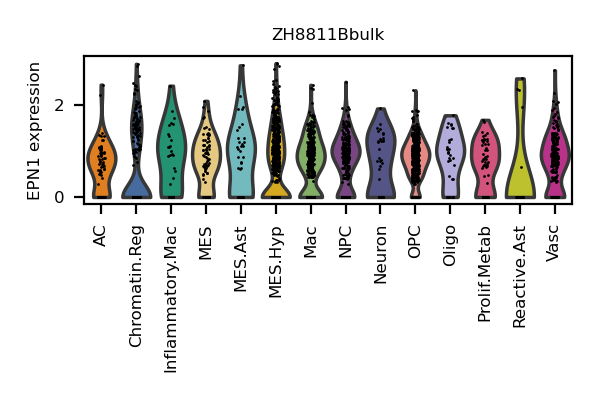 ZH8811Bbulk
EPN1 expression
2
0
AC
Chromatin.Reg
Inflammatory.Mac
MES
MES.Ast
MES.Hyp
Mac
NPC
Neuron
OPC
Oligo
Prolif.Metab
Reactive.Ast
Vasc